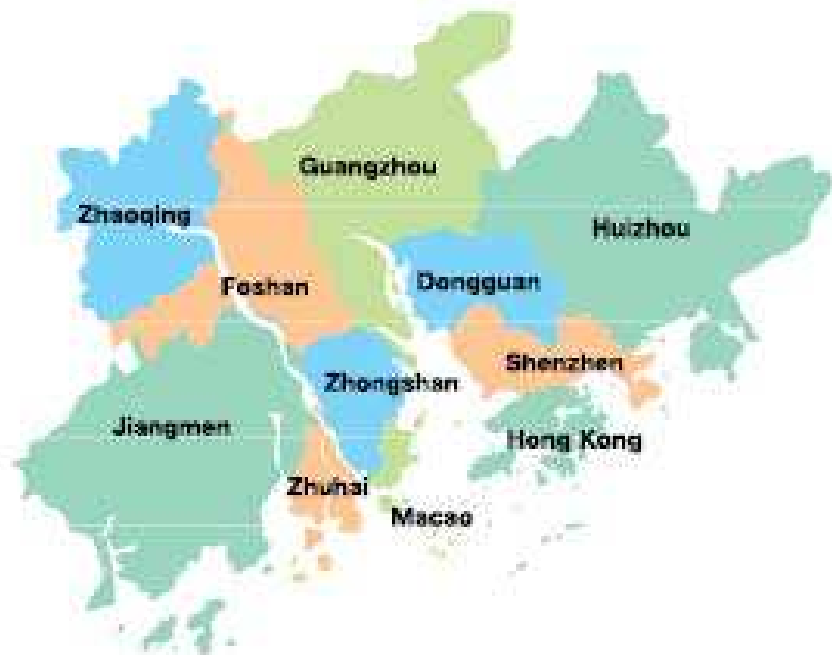 Guangzhou
Zhaoqing
Huizhou
Foshan
Dongguan
Shenzhen
Zhongshan
Jiangmen
Hong Kong
Zhuhai
Macao